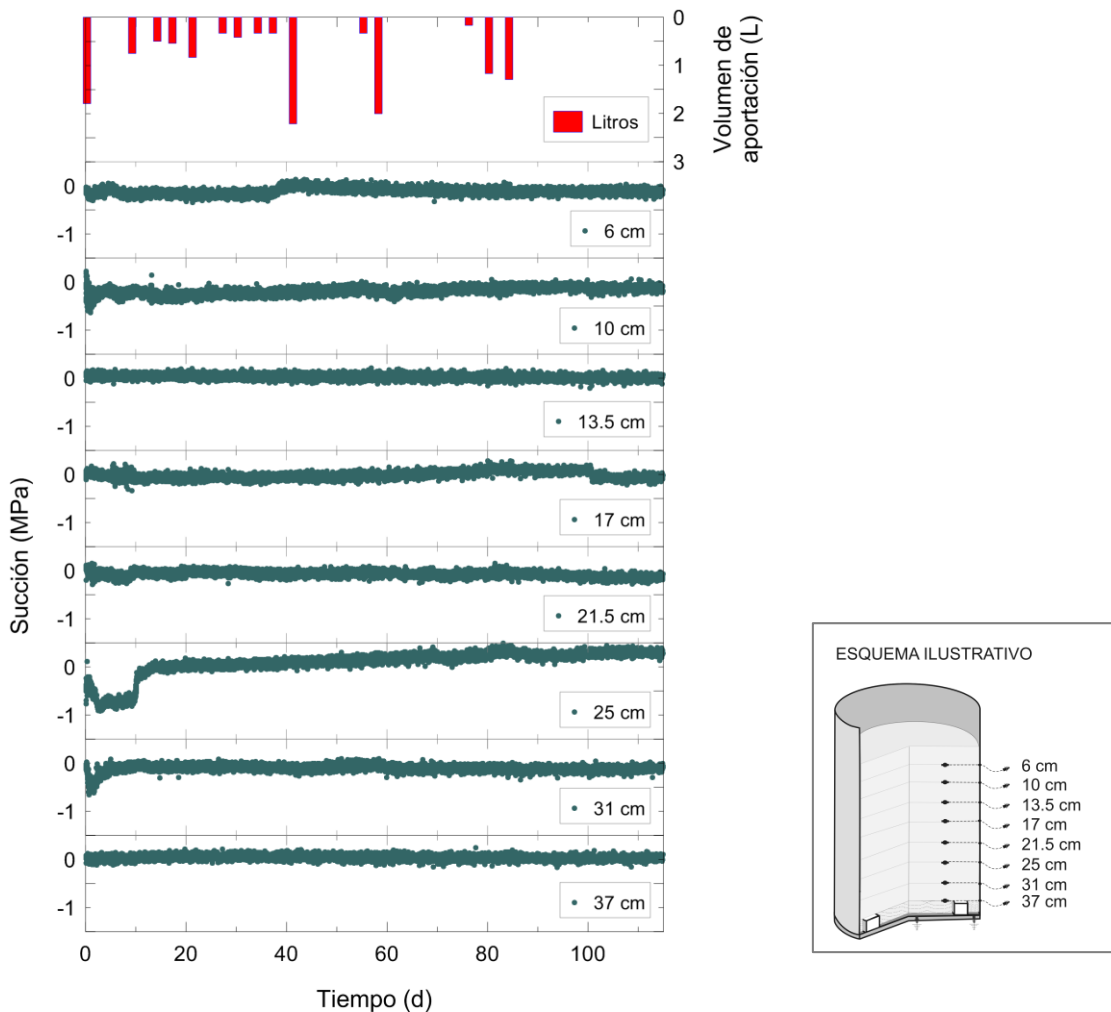 0
1
2
3
Volumen de
aportación (L)
Litros
0
-1
6 cm
0
-1
10 cm
0
-1
13.5 cm
0
-1
17 cm
0
-1
21.5 cm
0
-1
25 cm
0
-1
31 cm
0
-1
37 cm
Succión (MPa)
0 20 40 60 80 100
Tiempo (d)
ESQUEMA ILUSTRATIVO
6 cm
10 cm
13.5 cm
17 cm
21.5 cm
25 cm
31 cm
37 cm